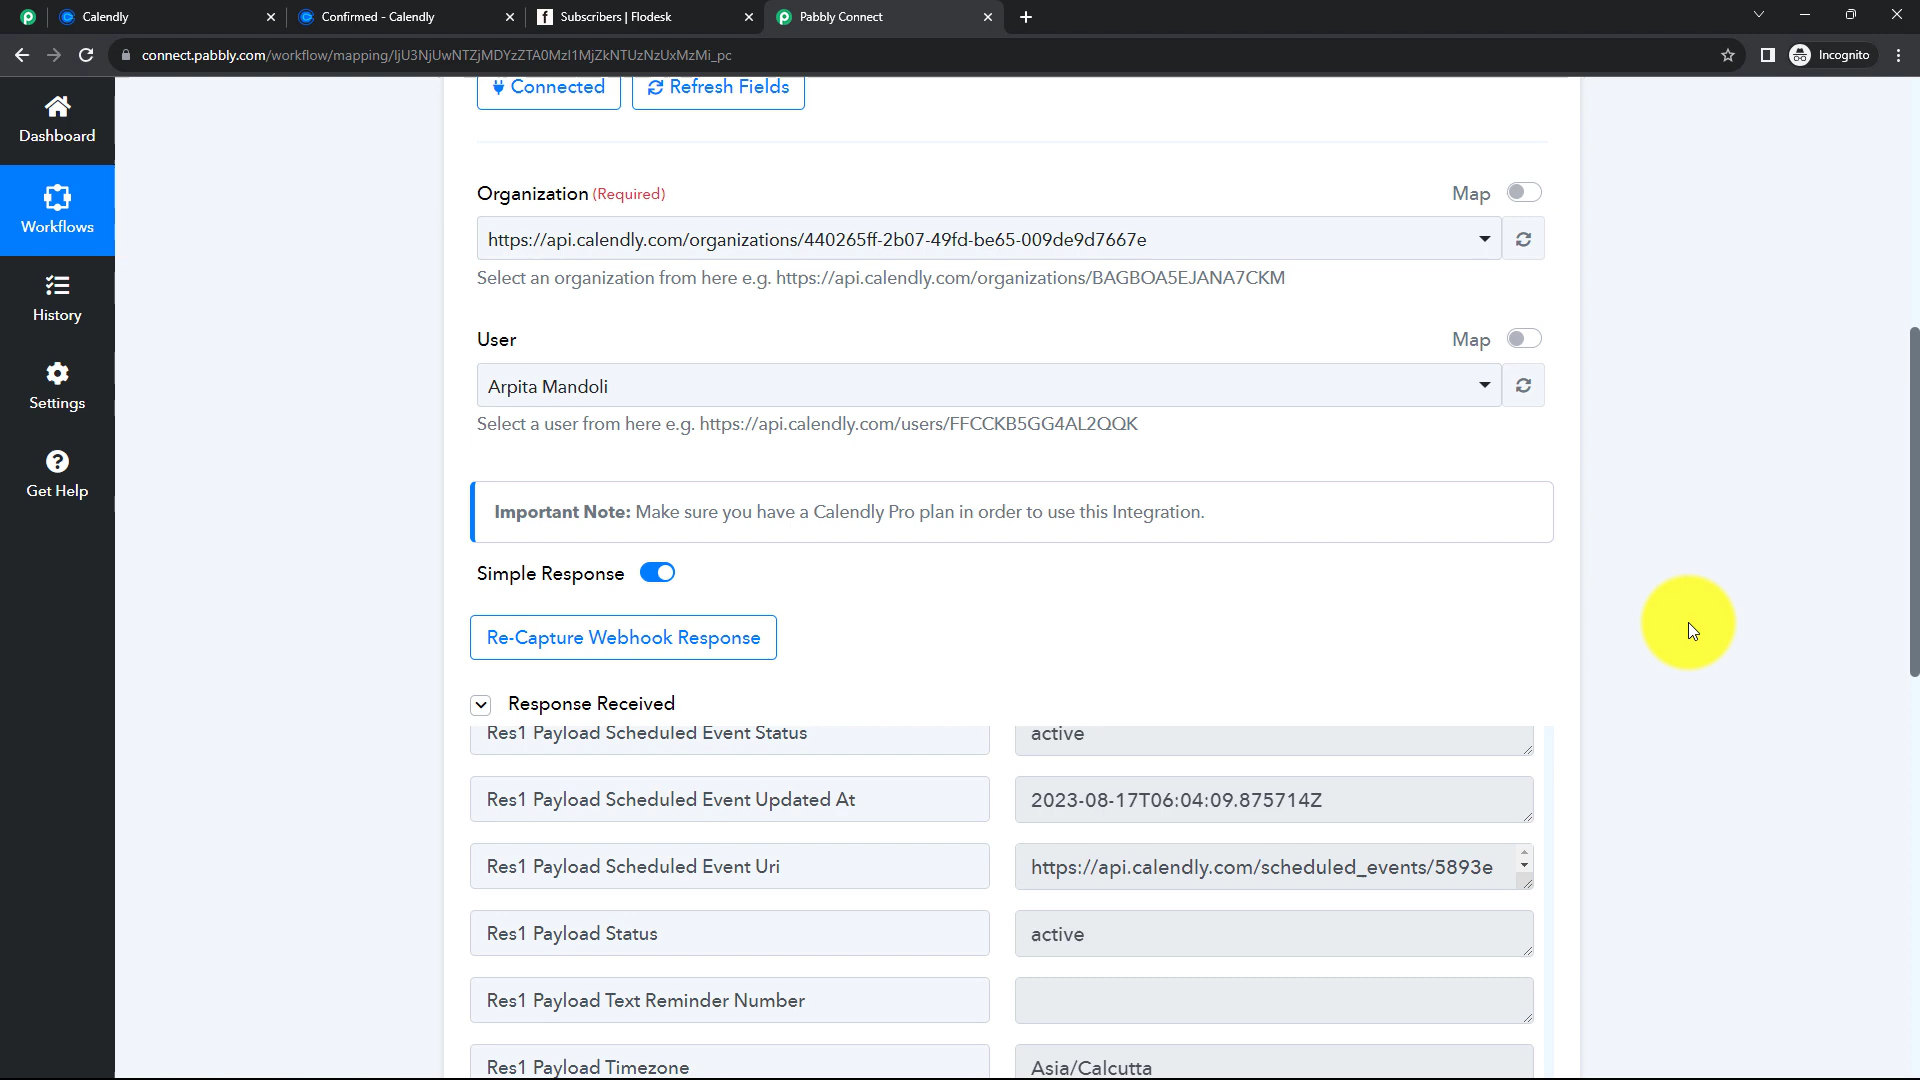 Calendly
Confirmed - Calendly
Subscribers | Flodesk
Pabbly Connect
connect.pabbly.com/workflow/mapping/IjU3NjUwNTZjMDYzZTA0MzI1MjZkNTUzNzUxMzMi_pc
Incognito
Dashboard
Workflows
History
Settings
Get Help
Connected
Refresh Fields
Organization (Required)
Map
https://api.calendly.com/organizations/440265ff-2b07-49fd-be65-009de9d7667e
Select an organization from here e.g. https://api.calendly.com/organizations/BAGBOA5EJANA7CKM
User
Map
Arpita Mandoli
Select a user from here e.g. https://api.calendly.com/users/FFCCKB5GG4AL2QQK
Important Note: Make sure you have a Calendly Pro plan in order to use this Integration.
Simple Response
Re-Capture Webhook Response
Response Received
Res1 Payload Scheduled Event Status
active
Res1 Payload Scheduled Event Updated At
2023-08-17T06:04:09.875714Z
Res1 Payload Scheduled Event Uri
https://api.calendly.com/scheduled_events/5893e
Res1 Payload Status
active
Res1 Payload Text Reminder Number
Res1 Payload Timezone
Asia/Calcutta